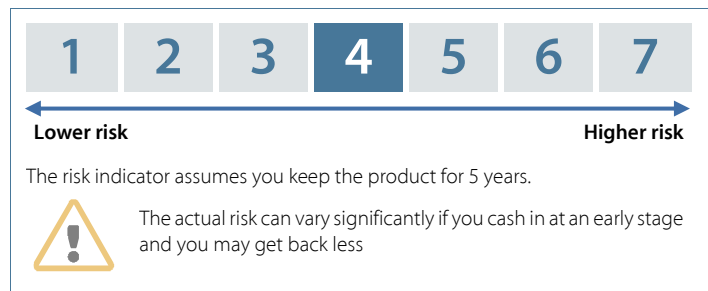 1 2 3 4 5 6 7
Lower risk Higher risk
The risk indicator assumes you keep the product for 5 years.
The actual risk can vary significantly if you cash in at an early stage
and you may get back less